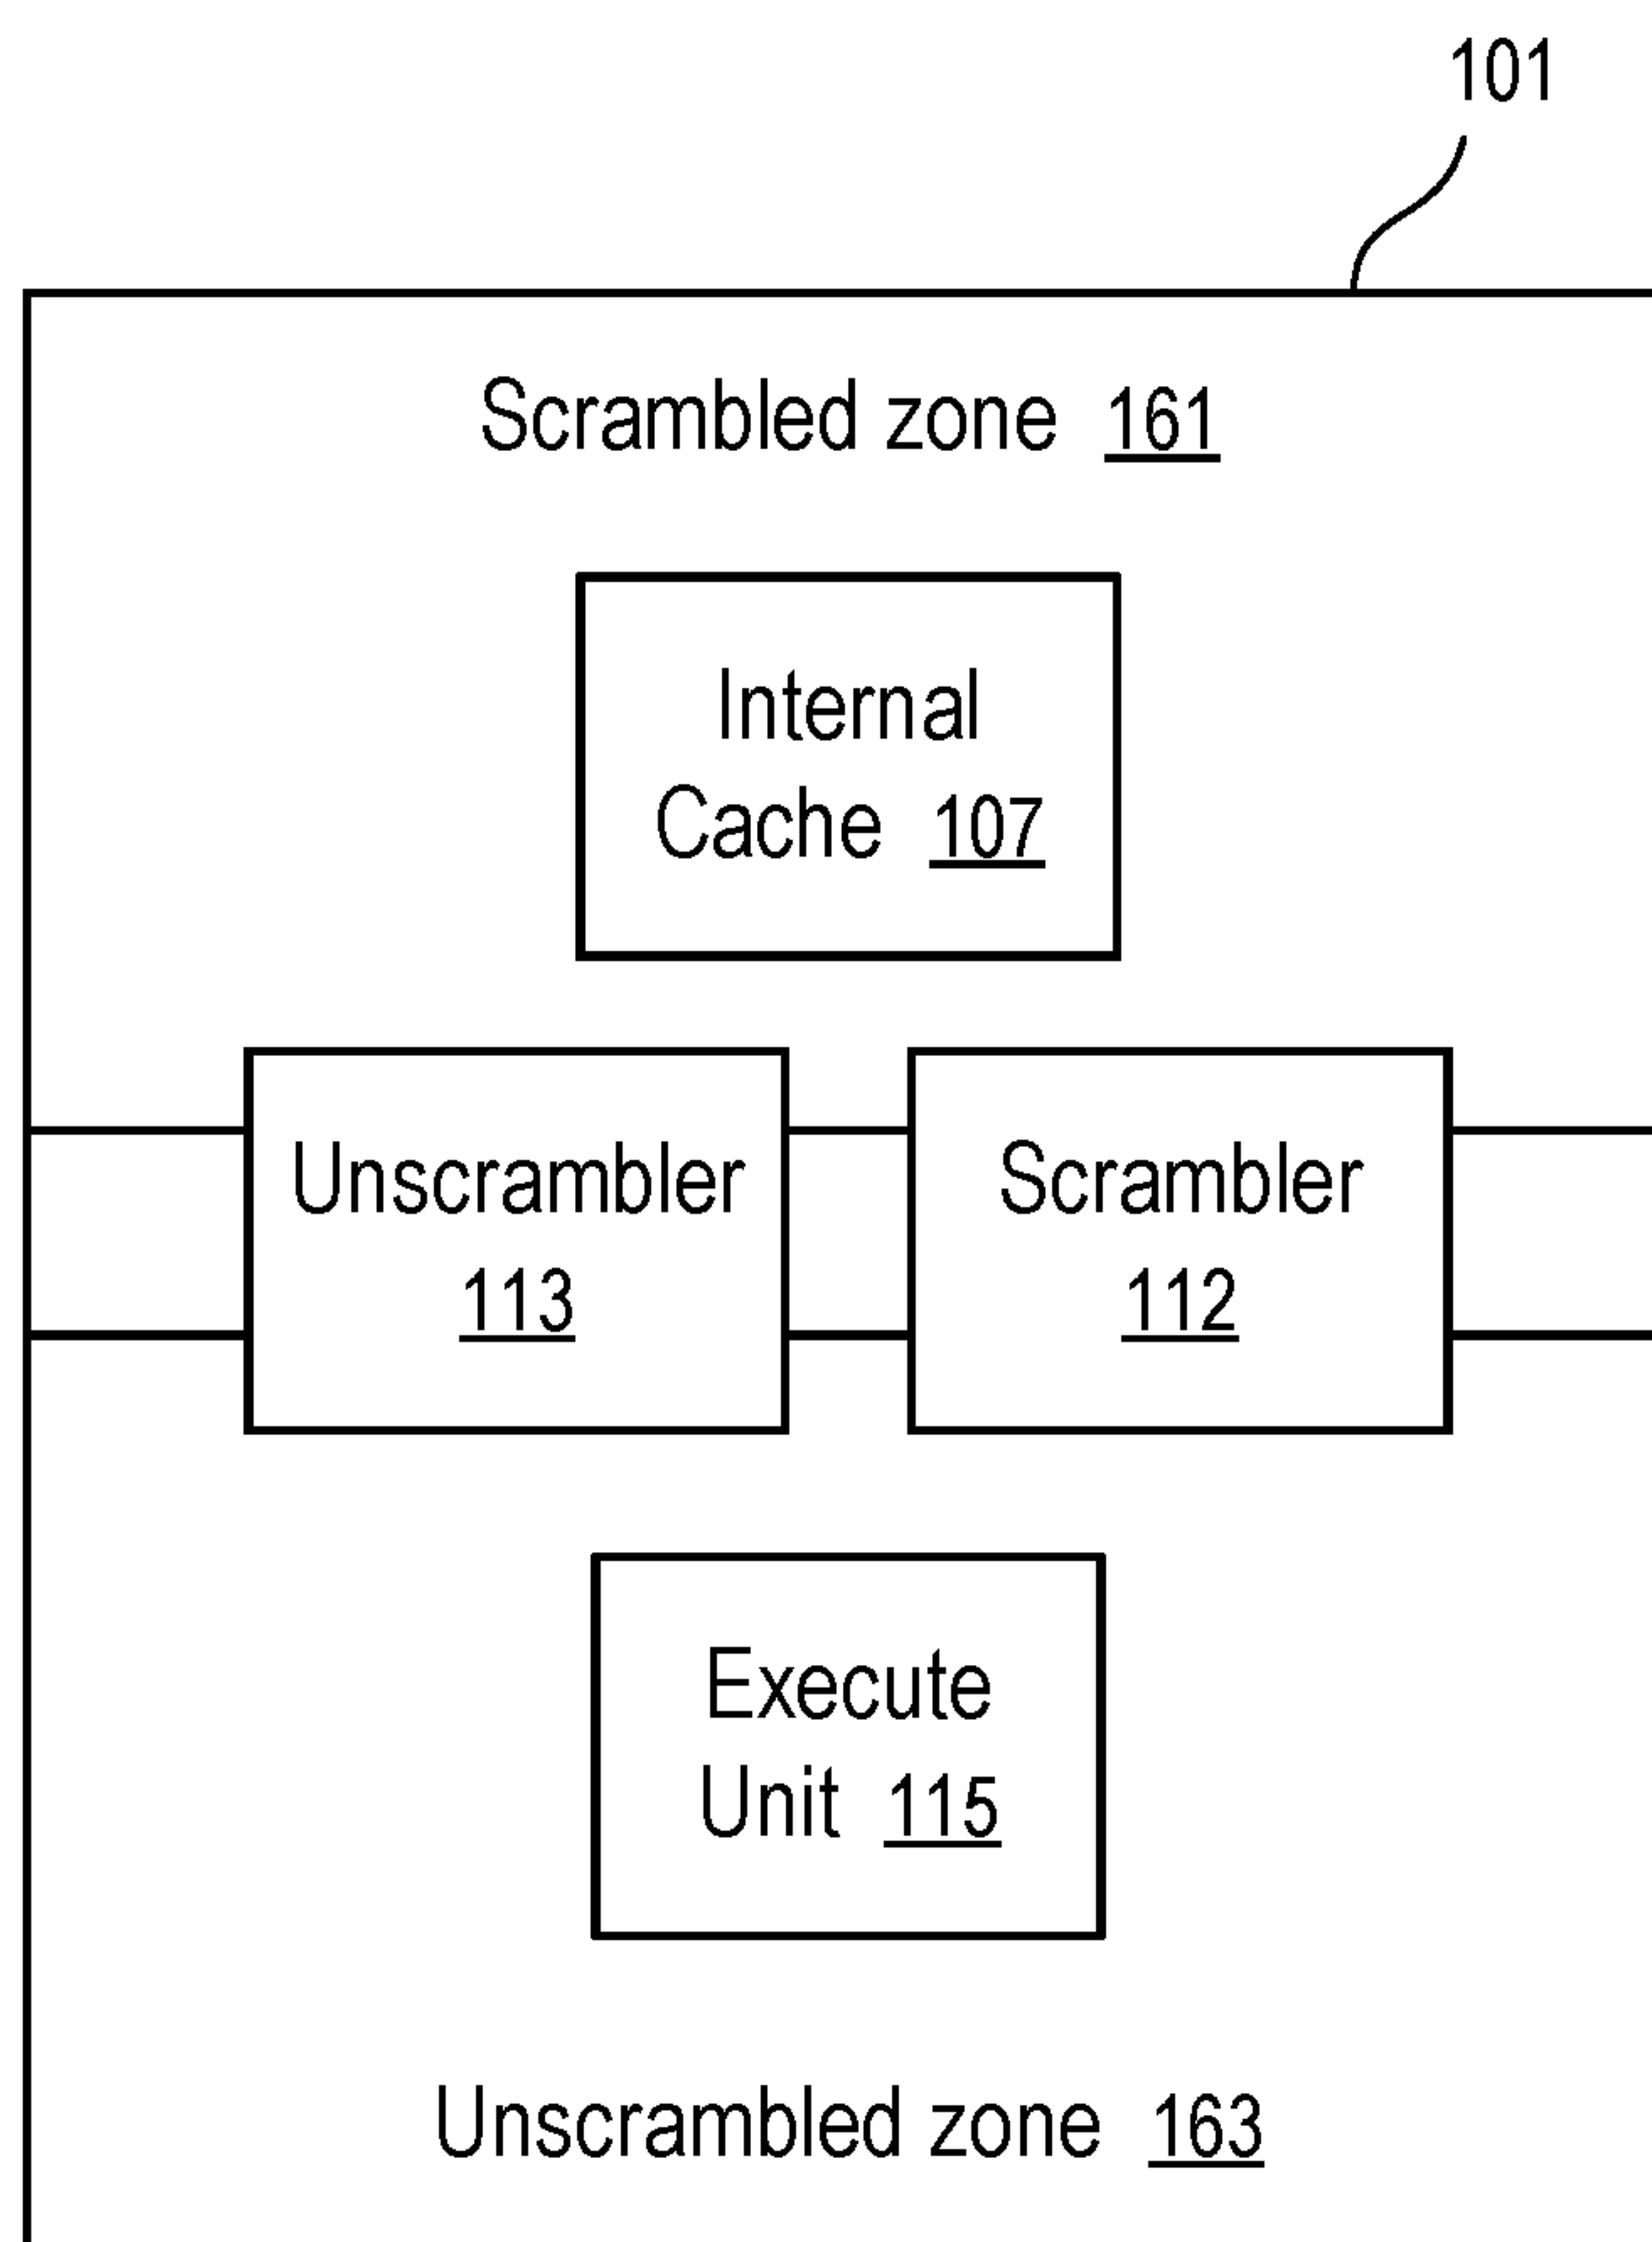 101
Scrambled zone 161
Internal
Cache 107
Unscrambler
113
Scrambler
112
Execute
Unit 115
Unscrambled zone 163